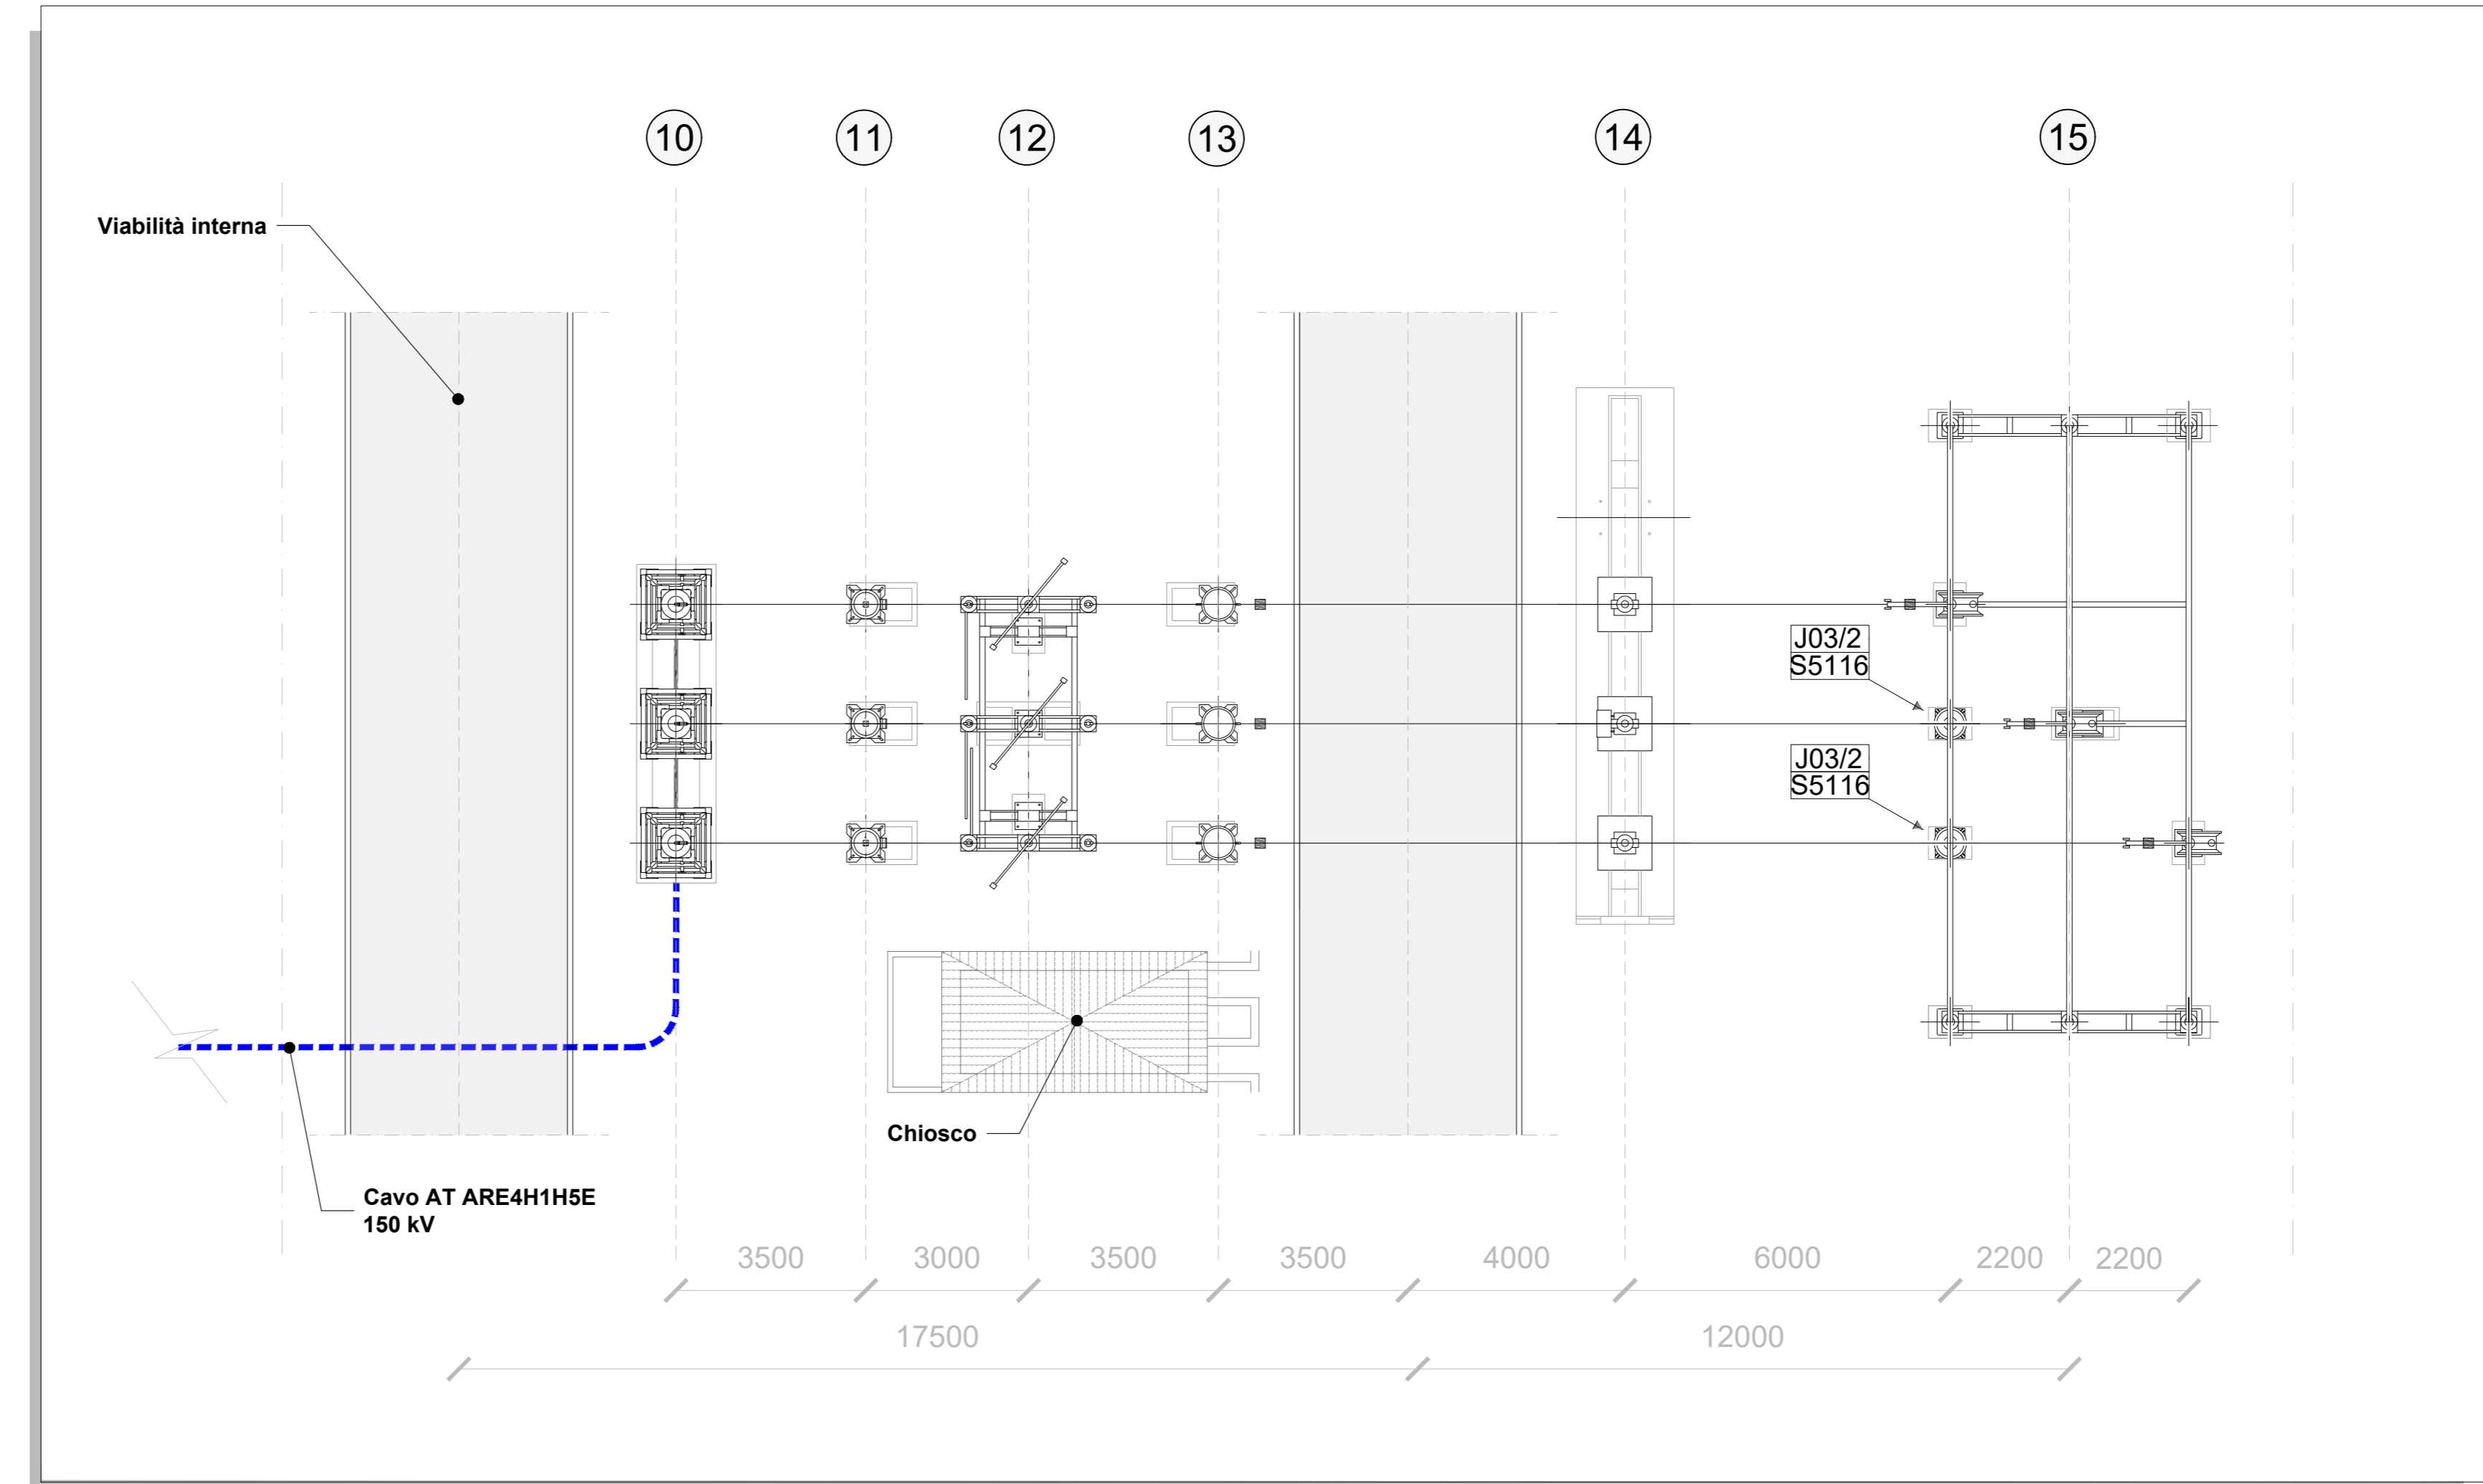 10
11
12
13
14
15
Viabilità interna
J03/2
S5116
J03/2
S5116
Chiosco
Cavo AT ARE4H1H5E
150 kV
3500
3000
3500
3500
4000
6000
2200
2200
17500
12000